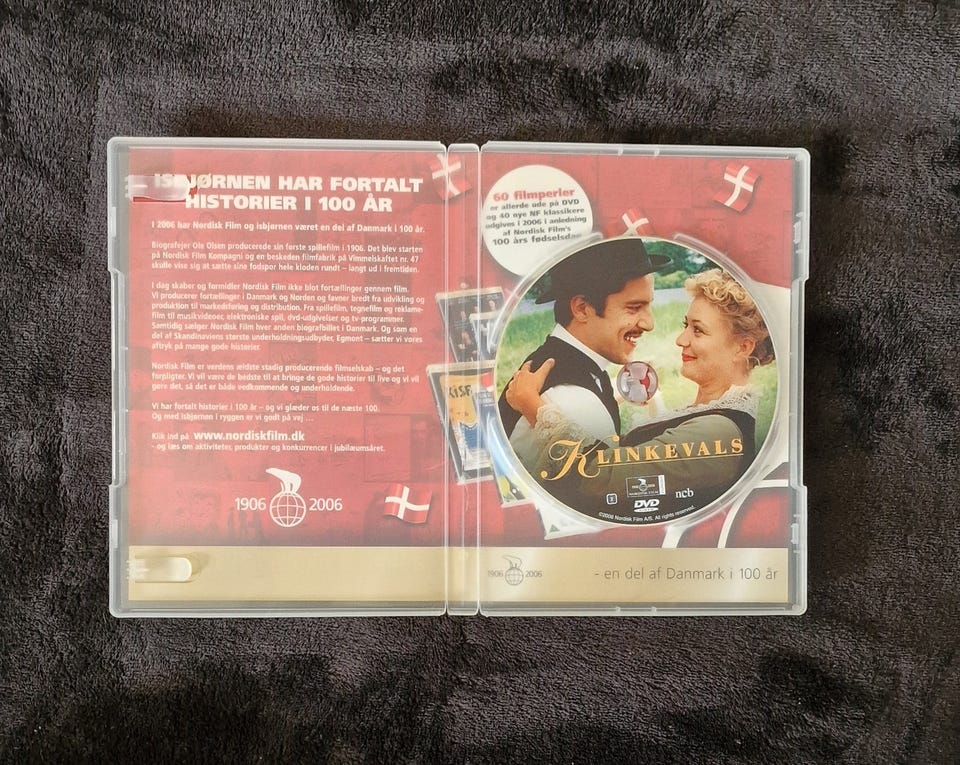 ISBJØRNEN HAR FORTALT
HISTORIER I 100 ÅR
I 2006 har Nordisk Film og isbjørnen været en del af Danmark i 100 år.
Biografejer Ole Olsen producerede sin første spillefilm i 1906. Det blev starten
på Nordisk Film Kompagni og en beskeden filmfabrik på Vimmelskaftet nr. 47
skulle vise sig at sætte sine fodspor hele kloden rundt – langt ud i fremtiden.
I dag skaber og formidler Nordisk Film ikke blot fortællinger gennem film.
Vi producerer fortællinger i Danmark og Norden og favner bredt fra udvikling og
produktion til markedsføring og distribution. Fra spillefilm, tegnefilm og reklame-
film til musikvideoer, elektroniske spil, dvd-udgivelser og tv-programmer.
Samtidig sælger Nordisk Film hver anden biografbillet i Danmark. Og som en
del af Skandinaviens største underholdningsudbyder, Egmont – sætter vi vores
aftryk på mange gode historier.
Nordisk Film er verdens ældste stadig producerende filmselskab – og det
forpligter. Vi vil være de bedste til at bringe de gode historier til live og vi vil
gøre det, så det er både vedkommende og underholdende.
Vi har fortalt historier i 100 år – og vi glæder os til de næste 100.
Og med isbjørnen i ryggen er vi godt på vej ...
Klik ind på www.nordiskfilm.dk
- og læs om aktiviteter, produkter og konkurrencer i jubilæumsåret.
1906 2006
60 filmperler
er allerede ude på DVD
og 40 nye NF klassikere
udgives i 2006 i anledning
af Nordisk Film's
100 års fødselsdag
KLINKEVALS
DVD
ncb
©2006 Nordisk Film A/S. All rights reserved.
1906 2006
- en del af Danmark i 100 år